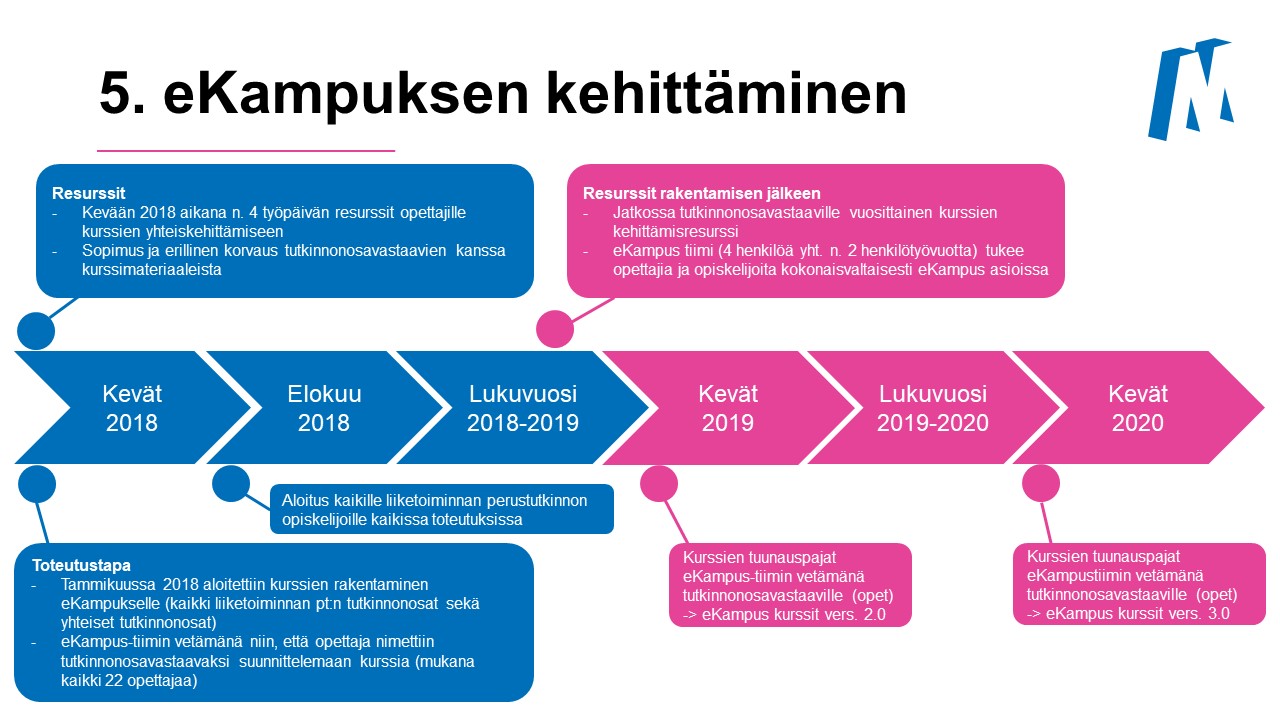 5. eKampuksen kehittäminen
Resurssit
- Kevään 2018 aikana n. 4 työpäivän resurssit opettajille
kurssien yhteiskehittämiseen
- Sopimus ja erillinen korvaus tutkinnonosavastaavien kanssa
kurssimateriaaleista
Resurssit rakentamisen jälkeen
- Jatkossa tutkinnonosavastaaville vuosittainen kurssien
kehittämisresurssi
- eKampus tiimi (4 henkilöä yht. n. 2 henkilötyövuotta) tukee
opettajia ja opiskelijoita kokonaisvaltaisesti eKampus asioissa
Kevät
2018
Elokuu
2018
Lukuvuosi
2018-2019
Kevät
2019
Lukuvuosi
2019-2020
Kevät
2020
Aloitus kaikille liiketoiminnan perustutkinnon
opiskelijoille kaikissa toteutuksissa
Toteutustapa
- Tammikuussa 2018 aloitettiin kurssien rakentaminen
eKampukselle (kaikki liiketoiminnan pt:n tutkinnonosat sekä
yhteiset tutkinnonosat)
- eKampus-tiimin vetämänä niin, että opettaja nimettiin
tutkinnonosavastaavaksi suunnittelemaan kurssia (mukana
kaikki 22 opettajaa)
Kurssien tuunauspajat
eKampus-tiimin vetämänä
tutkinnonosavastaaville (opet)
-> eKampus kurssit vers. 2.0
Kurssien tuunauspajat
eKampustiimin vetämänä
tutkinnonosavastaaville (opet)
-> eKampus kurssit vers. 3.0